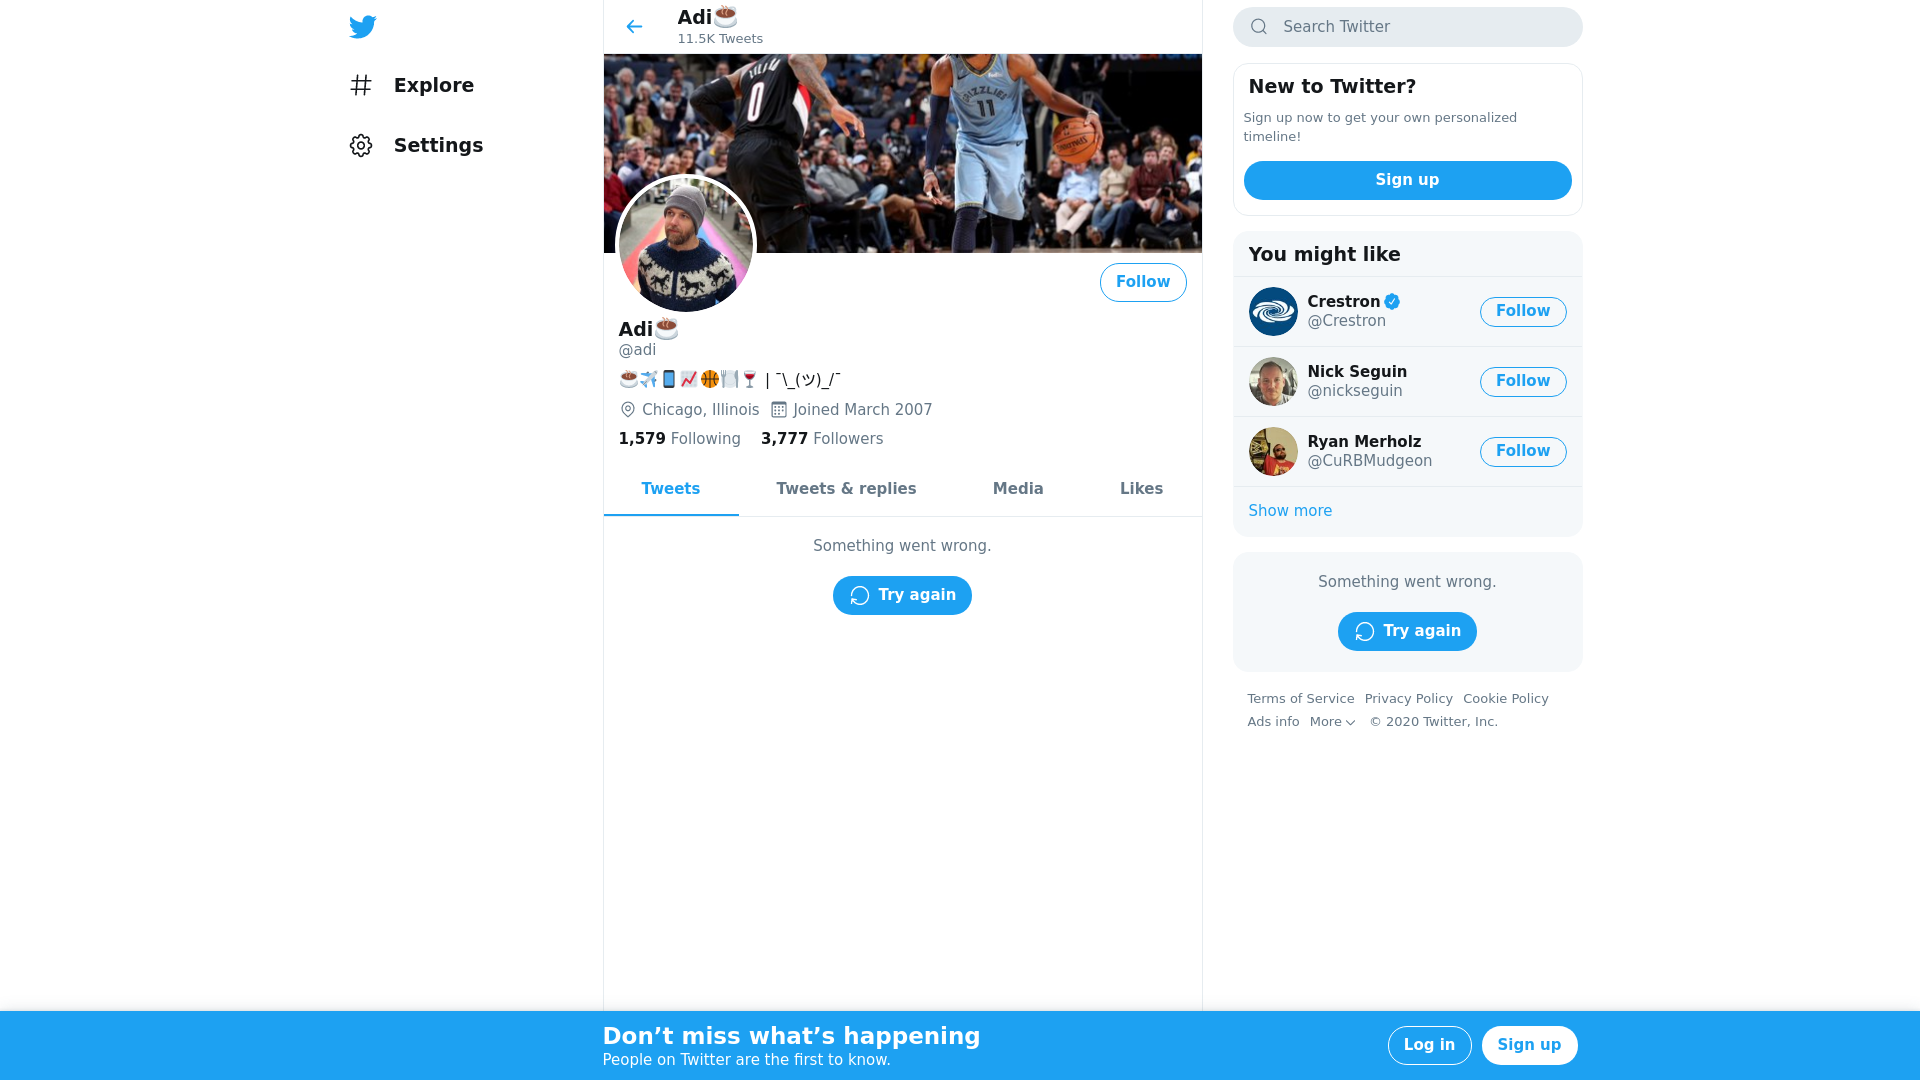 Explore
Settings
Adi☕
11.5K Tweets
0
GRIZZLIES
11
Follow
Adi☕
@adi
☕✈️📱📈🏀🍽️🍷 | ¯\_(ツ)_/¯
Chicago, Illinois Joined March 2007
1,579 Following 3,777 Followers
Tweets Tweets & replies Media Likes
Something went wrong.
Try again
Search Twitter
New to Twitter?
Sign up now to get your own personalized
timeline!
Sign up
You might like
Crestron
@Crestron
Follow
Nick Seguin
@nickseguin
Follow
Ryan Merholz
@CuRBMudgeon
Follow
Show more
Something went wrong.
Try again
Terms of Service Privacy Policy Cookie Policy
Ads info More © 2020 Twitter, Inc.
Don’t miss what’s happening
People on Twitter are the first to know.
Log in
Sign up